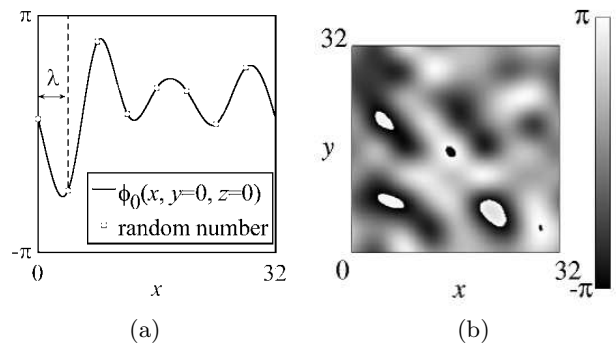 π
λ
ϕ₀(x, y=0, z=0)
random number
-π
0
32
x
(a)
32
y
0
32
x
π
-π
(b)